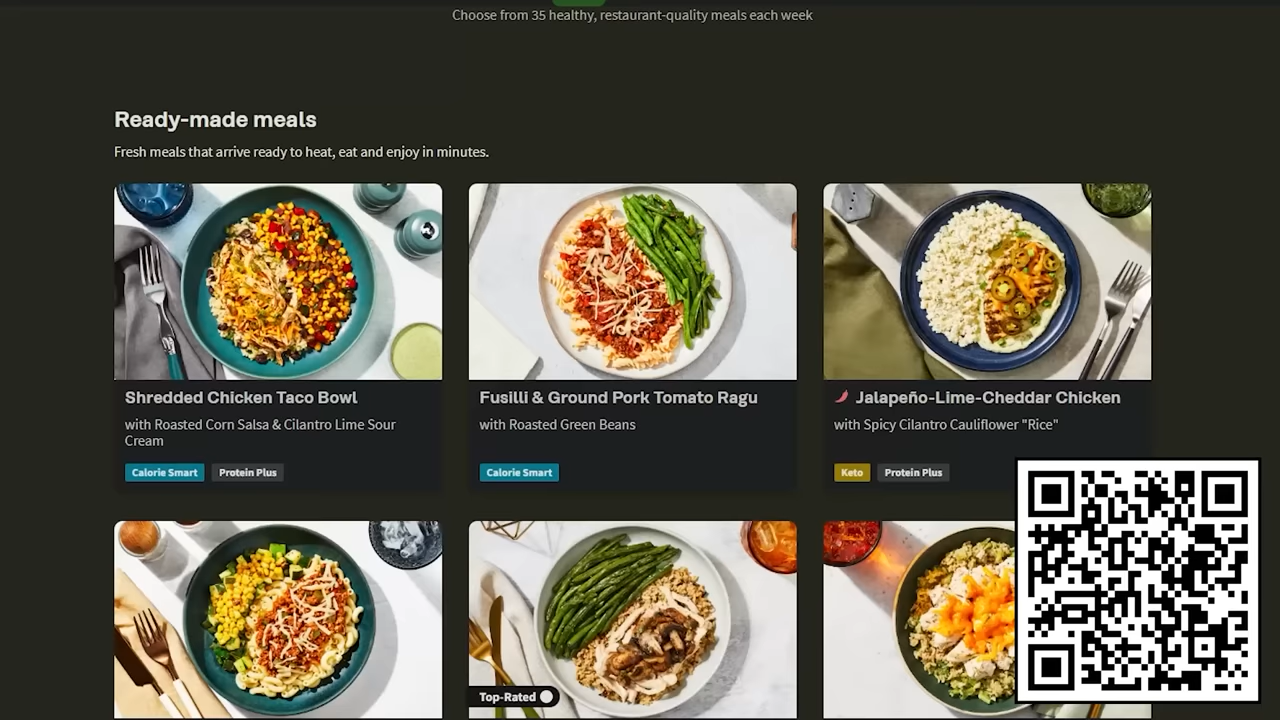 Choose from 35 healthy, restaurant-quality meals each week
Ready-made meals
Fresh meals that arrive ready to heat, eat and enjoy in minutes.
Shredded Chicken Taco Bowl
with Roasted Corn Salsa & Cilantro Lime Sour
Cream
Calorie Smart
Protein Plus
Fusilli & Ground Pork Tomato Ragu
with Roasted Green Beans
Calorie Smart
Jalapeño-Lime-Cheddar Chicken
with Spicy Cilantro Cauliflower "Rice"
Keto
Protein Plus
Top-Rated